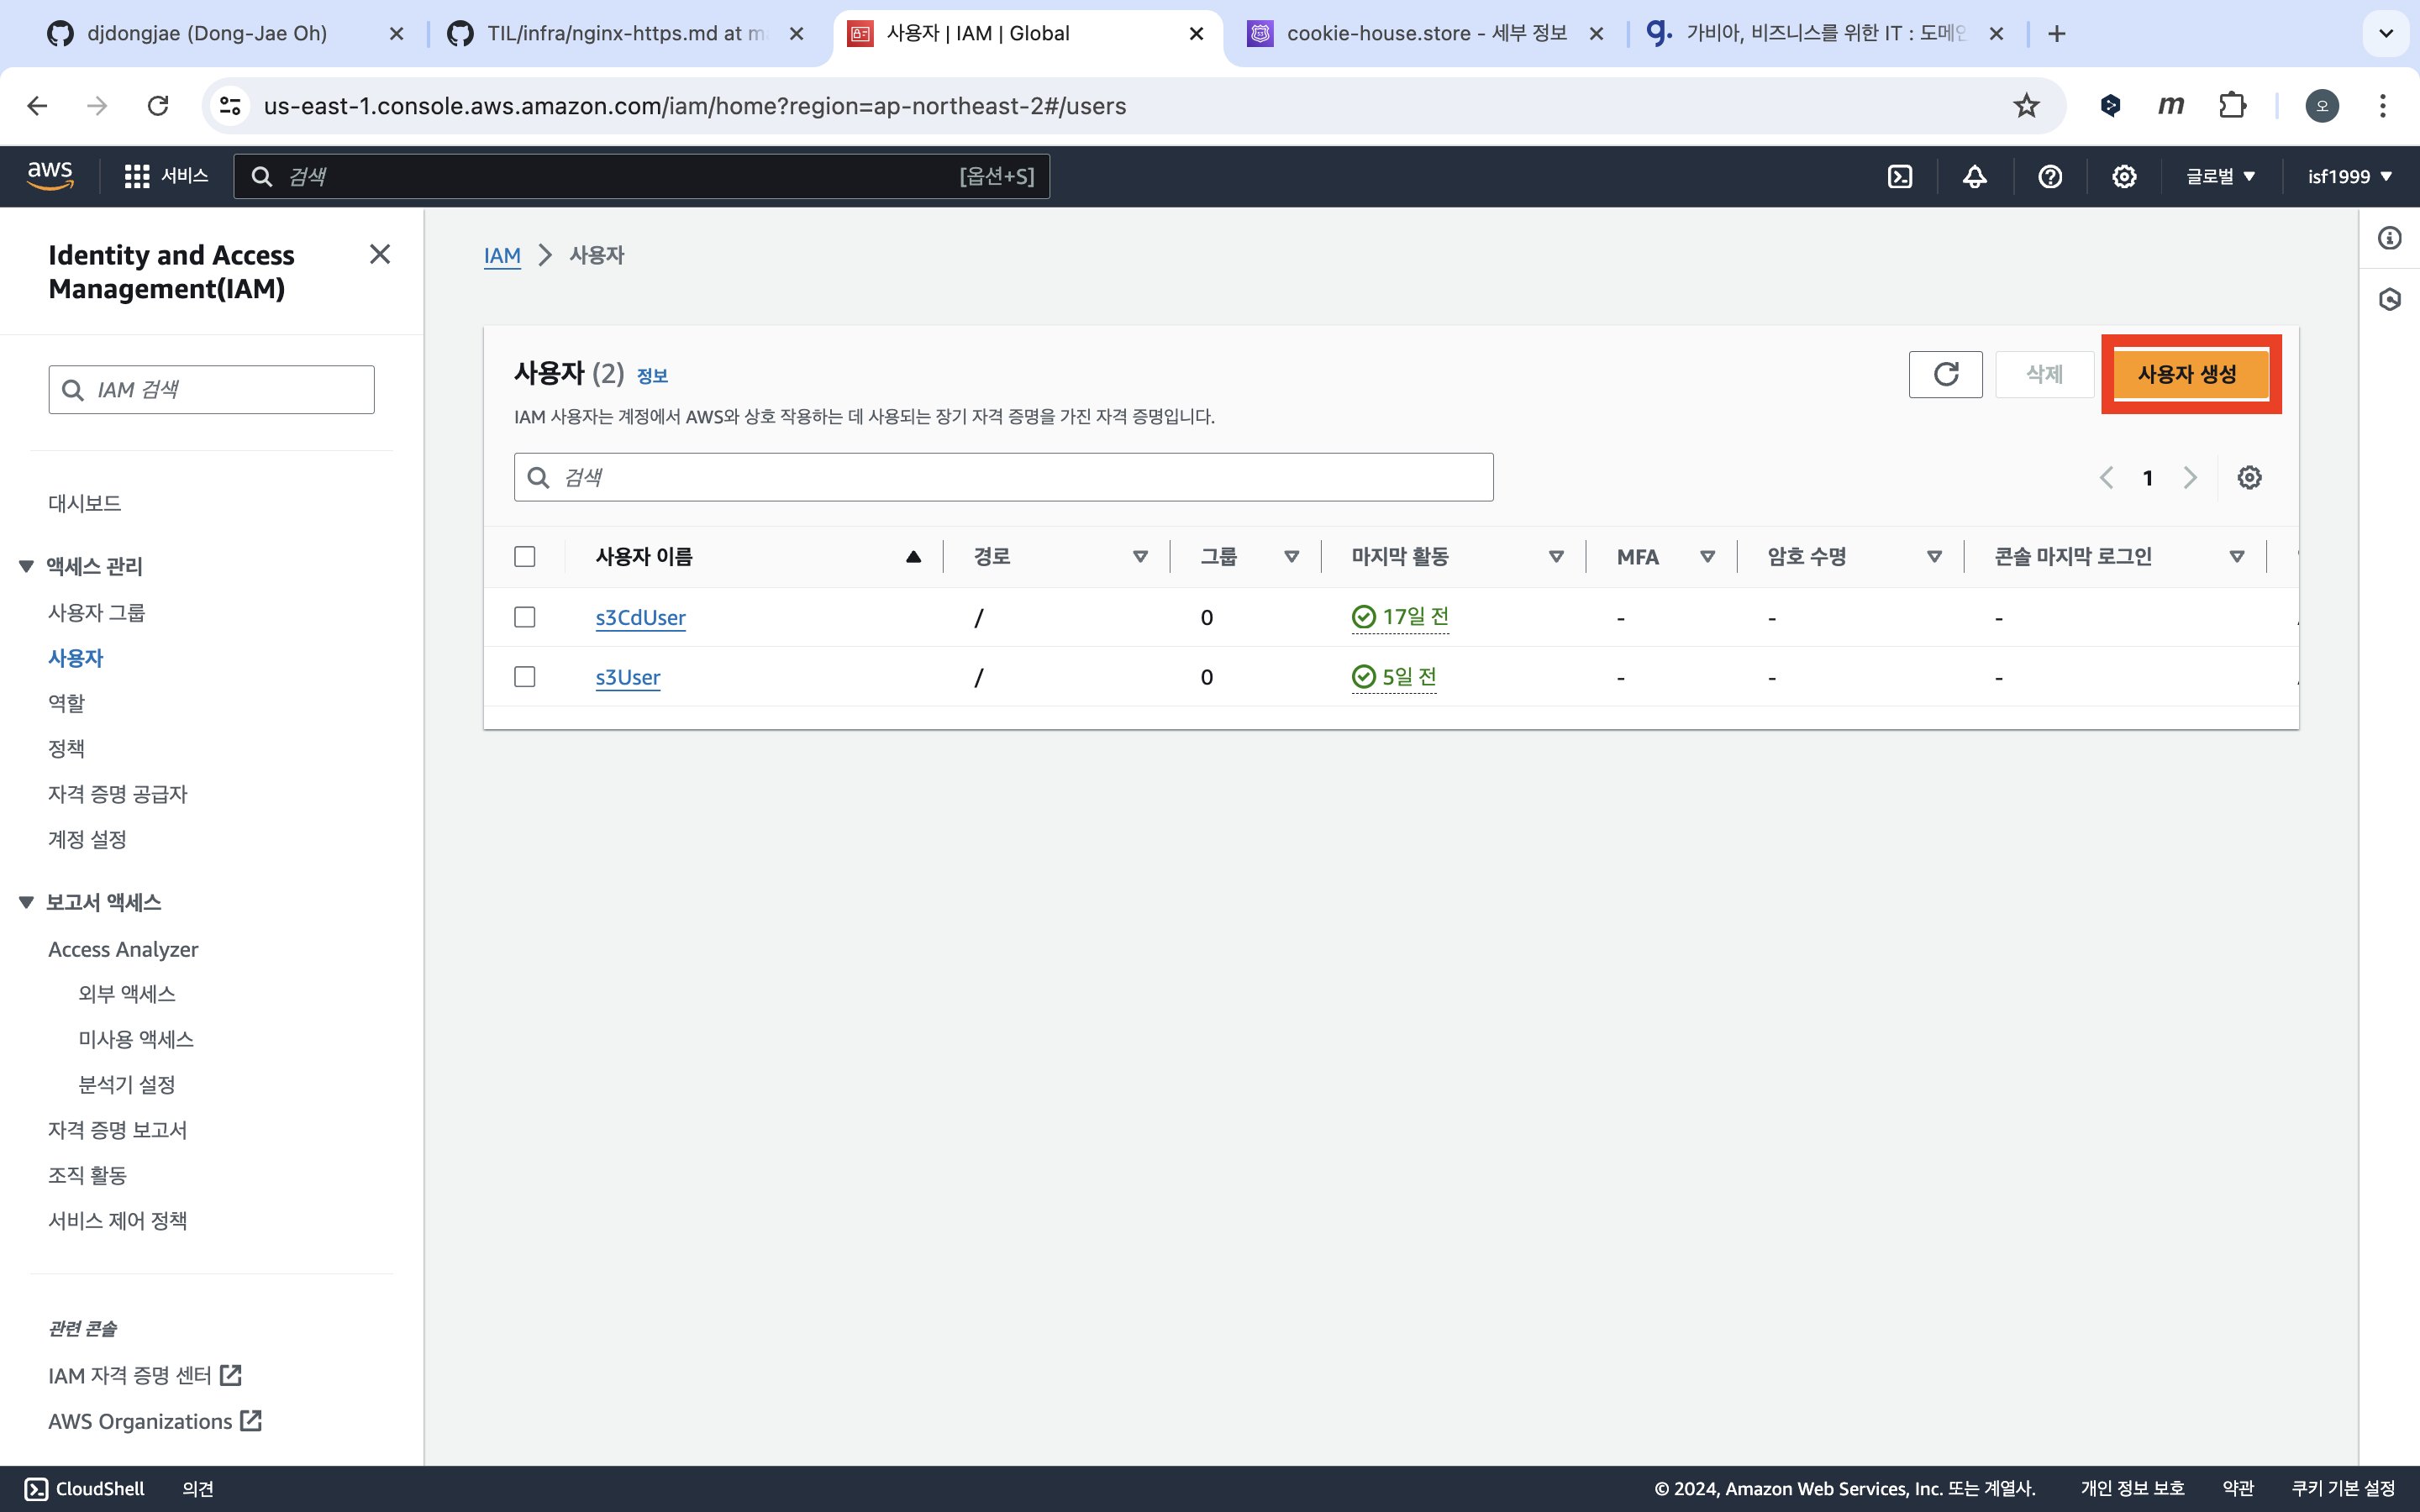 djdongjae (Dong-Jae Oh)
TIL/infra/nginx-https.md at m
사용자 | IAM | Global
cookie-house.store - 세부 정보
가비아, 비즈니스를 위한 IT : 도메인
us-east-1.console.aws.amazon.com/iam/home?region=ap-northeast-2#/users
m
오
aws
서비스
검색
[옵션+S]
글로벌
isf1999
Identity and Access
Management(IAM)
IAM 검색
대시보드
액세스 관리
사용자 그룹
사용자
역할
정책
자격 증명 공급자
계정 설정
보고서 액세스
Access Analyzer
외부 액세스
미사용 액세스
분석기 설정
자격 증명 보고서
조직 활동
서비스 제어 정책
관련 콘솔
IAM 자격 증명 센터
AWS Organizations
IAM > 사용자
사용자 (2) 정보
삭제
사용자 생성
IAM 사용자는 계정에서 AWS와 상호 작용하는 데 사용되는 장기 자격 증명을 가진 자격 증명입니다.
검색
1
사용자 이름 경로 그룹 마지막 활동 MFA 암호 수명 콘솔 마지막 로그인
s3CdUser / 0 17일 전 - - -
s3User / 0 5일 전 - - -
CloudShell
의견
© 2024, Amazon Web Services, Inc. 또는 계열사.
개인 정보 보호
약관
쿠키 기본 설정